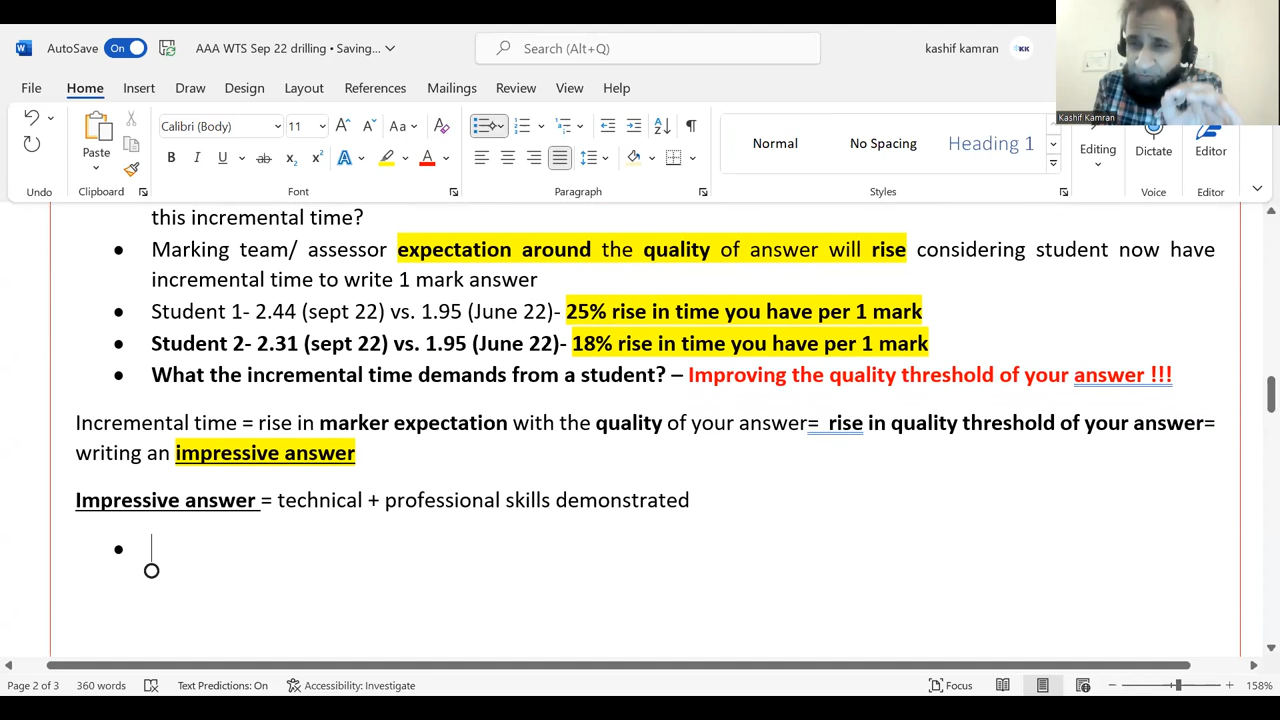 AutoSave On AAA WTS Sep 22 drilling • Saving... Search (Alt+Q) kashif kamran KK
File Home Insert Draw Design Layout References Mailings Review View Help
Kashif Kamran
Calibri (Body) 11 Aa A
Paste
B I U ab x₂ x² A A
Normal No Spacing Heading 1
Editing Dictate Editor
Undo Clipboard Font Paragraph Styles Voice Editor
this incremental time?
• Marking team/ assessor expectation around the quality of answer will rise considering student now have
incremental time to write 1 mark answer
• Student 1- 2.44 (sept 22) vs. 1.95 (June 22)- 25% rise in time you have per 1 mark
• Student 2- 2.31 (sept 22) vs. 1.95 (June 22)- 18% rise in time you have per 1 mark
• What the incremental time demands from a student? – Improving the quality threshold of your answer !!!
Incremental time = rise in marker expectation with the quality of your answer= rise in quality threshold of your answer=
writing an impressive answer
Impressive answer = technical + professional skills demonstrated
•
Page 2 of 3 360 words Text Predictions: On Accessibility: Investigate Focus 158%